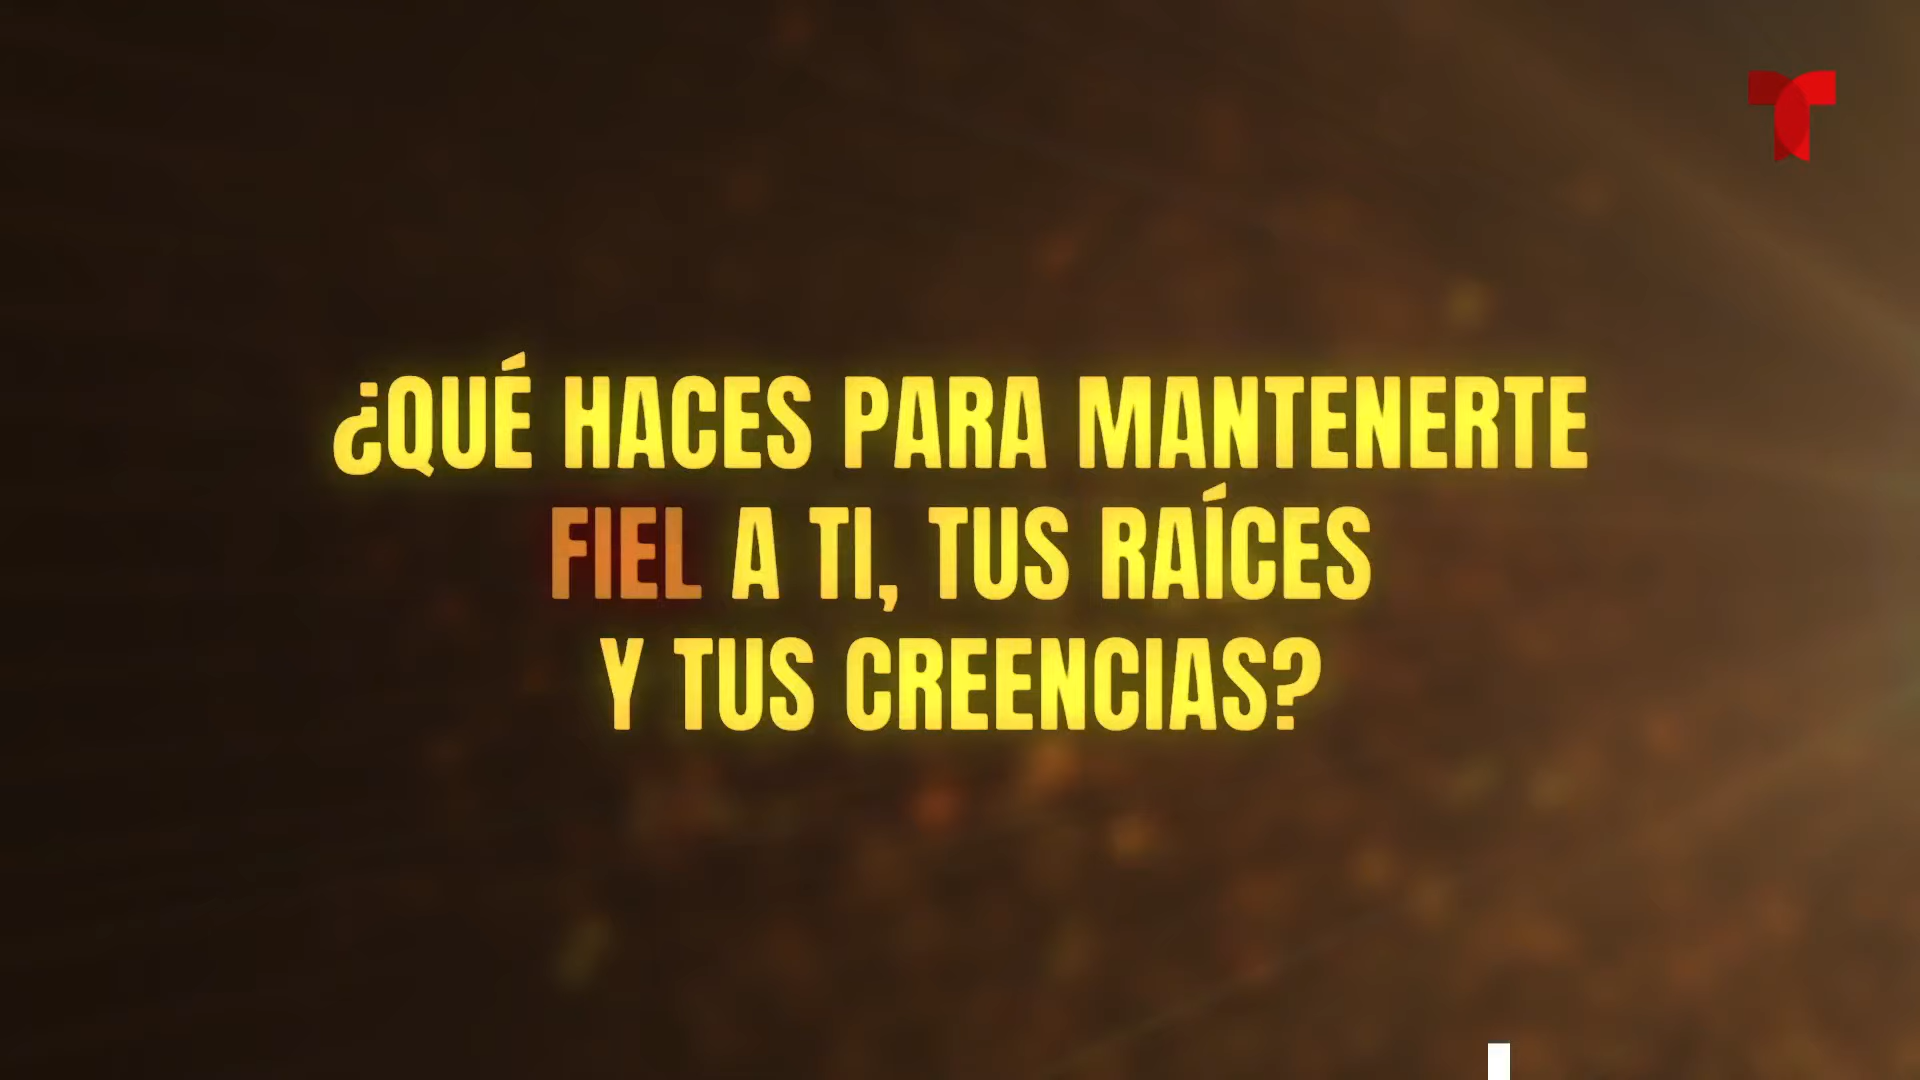 ¿QUÉ HACES PARA MANTENERTE
FIEL A TI, TUS RAÍCES
Y TUS CREENCIAS?